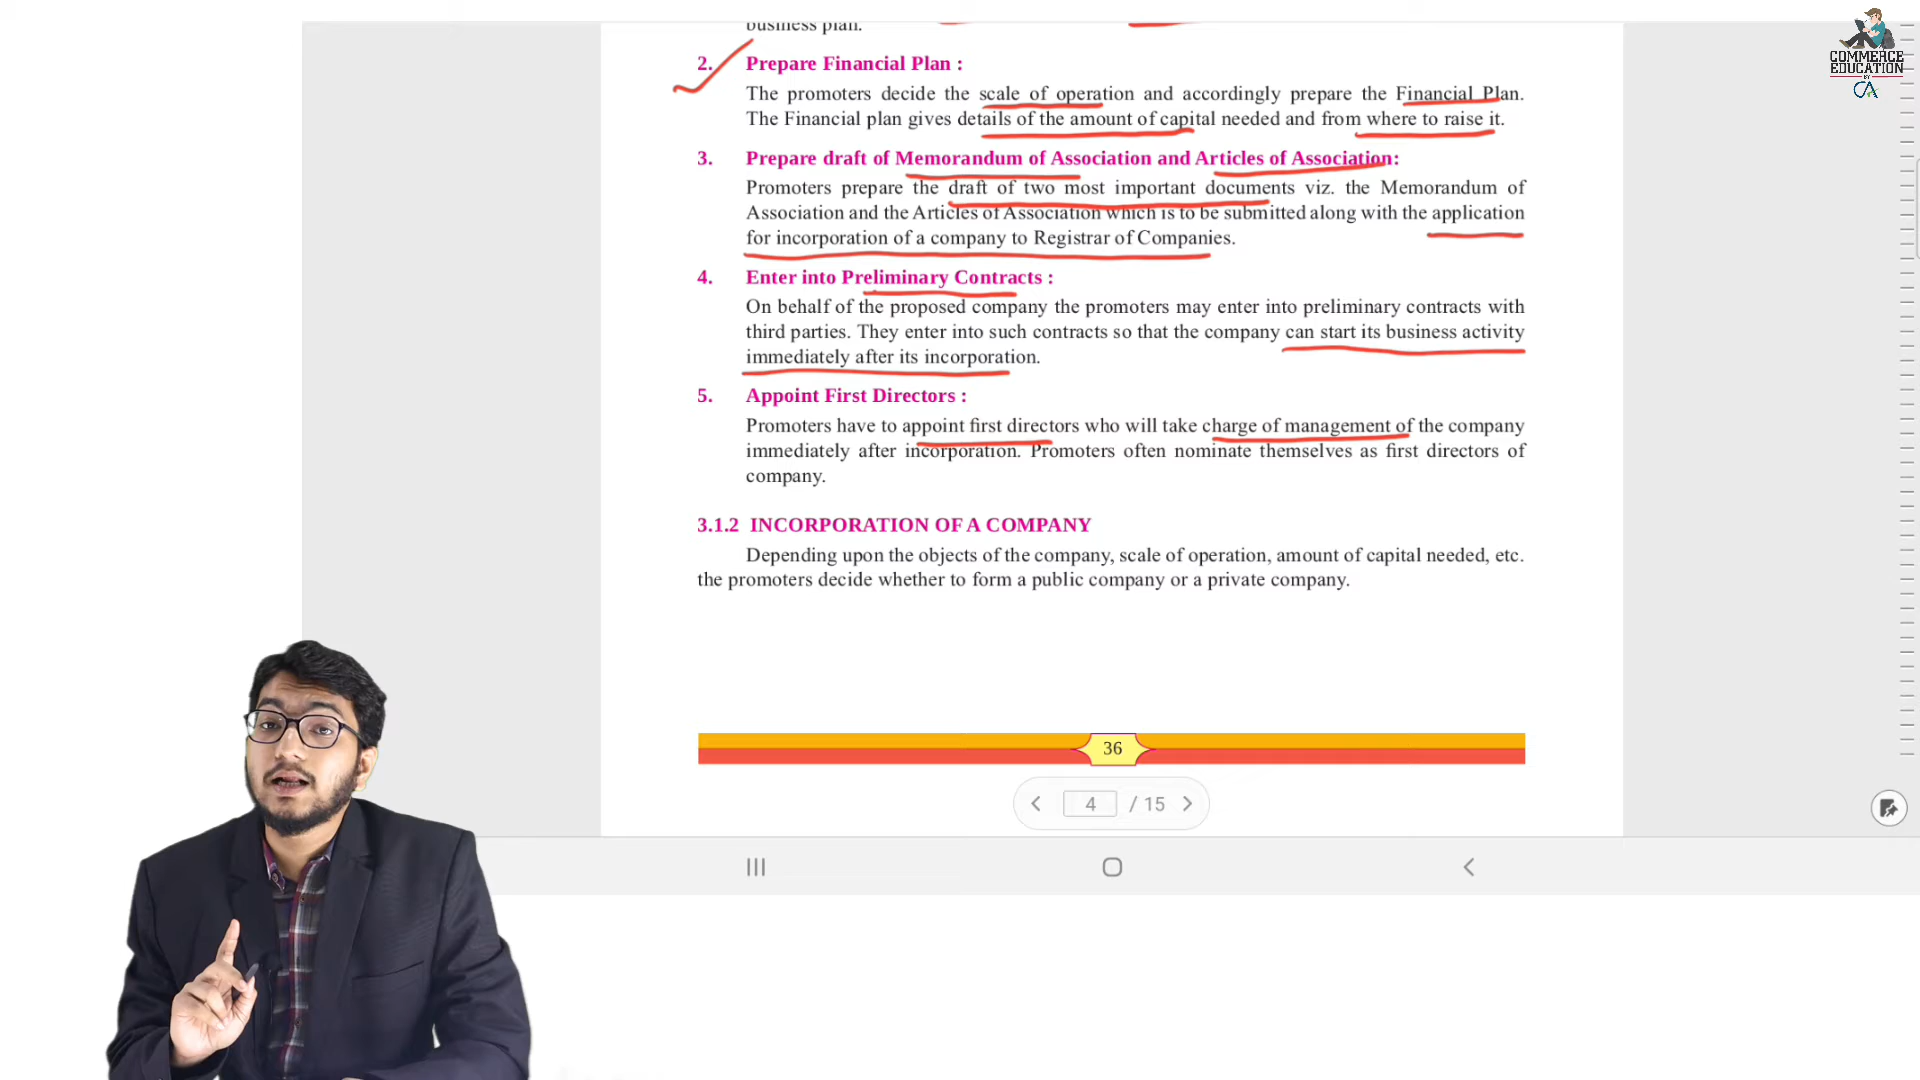 COMMERCE
EDUCATION
BY
CA
business plan.
2. Prepare Financial Plan :
The promoters decide the scale of operation and accordingly prepare the Financial Plan.
The Financial plan gives details of the amount of capital needed and from where to raise it.
3. Prepare draft of Memorandum of Association and Articles of Association:
Promoters prepare the draft of two most important documents viz. the Memorandum of
Association and the Articles of Association which is to be submitted along with the application
for incorporation of a company to Registrar of Companies.
4. Enter into Preliminary Contracts :
On behalf of the proposed company the promoters may enter into preliminary contracts with
third parties. They enter into such contracts so that the company can start its business activity
immediately after its incorporation.
5. Appoint First Directors :
Promoters have to appoint first directors who will take charge of management of the company
immediately after incorporation. Promoters often nominate themselves as first directors of
company.
3.1.2 INCORPORATION OF A COMPANY
Depending upon the objects of the company, scale of operation, amount of capital needed, etc.
the promoters decide whether to form a public company or a private company.
36
4 / 15